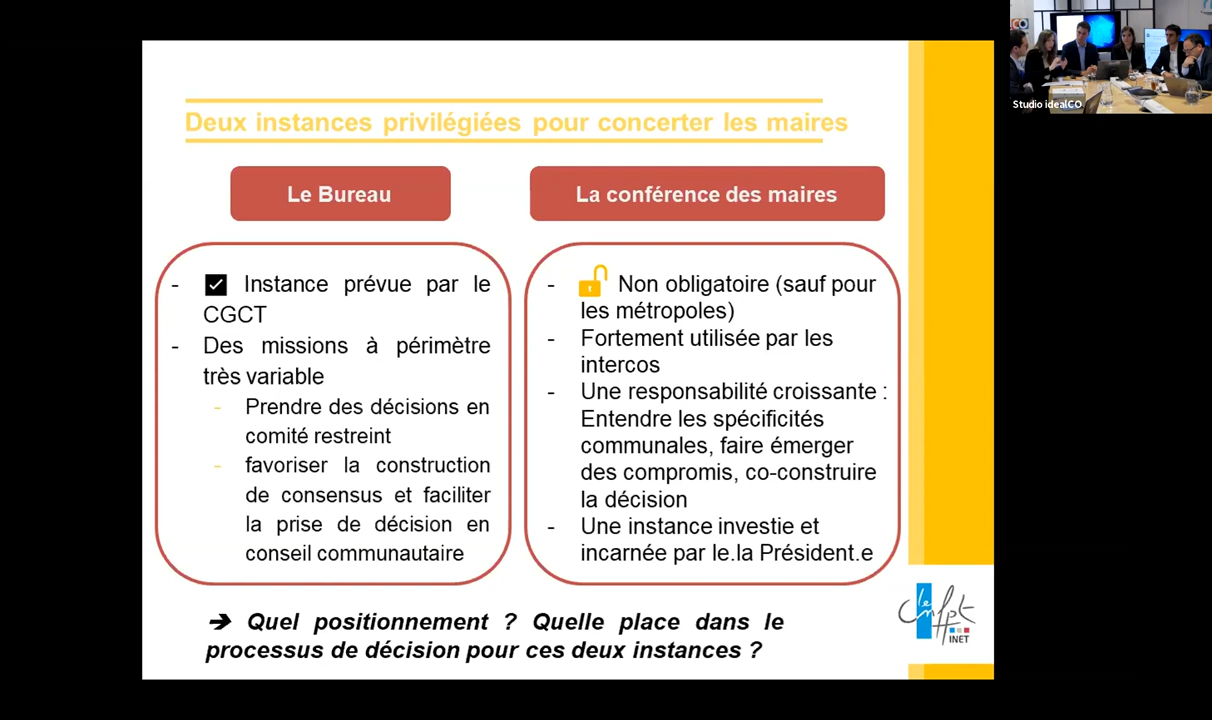 Deux instances privilégiées pour concerter les maires
Le Bureau
- Instance prévue par le
CGCT
- Des missions à périmètre
très variable
- Prendre des décisions en
comité restreint
- favoriser la construction
de consensus et faciliter
la prise de décision en
conseil communautaire
La conférence des maires
- Non obligatoire (sauf pour
les métropoles)
- Fortement utilisée par les
intercos
- Une responsabilité croissante :
Entendre les spécificités
communales, faire émerger
des compromis, co-construire
la décision
- Une instance investie et
incarnée par le.la Président.e
➔ Quel positionnement ? Quelle place dans le
processus de décision pour ces deux instances ?
le
cnfpt
INET
Studio idealCO